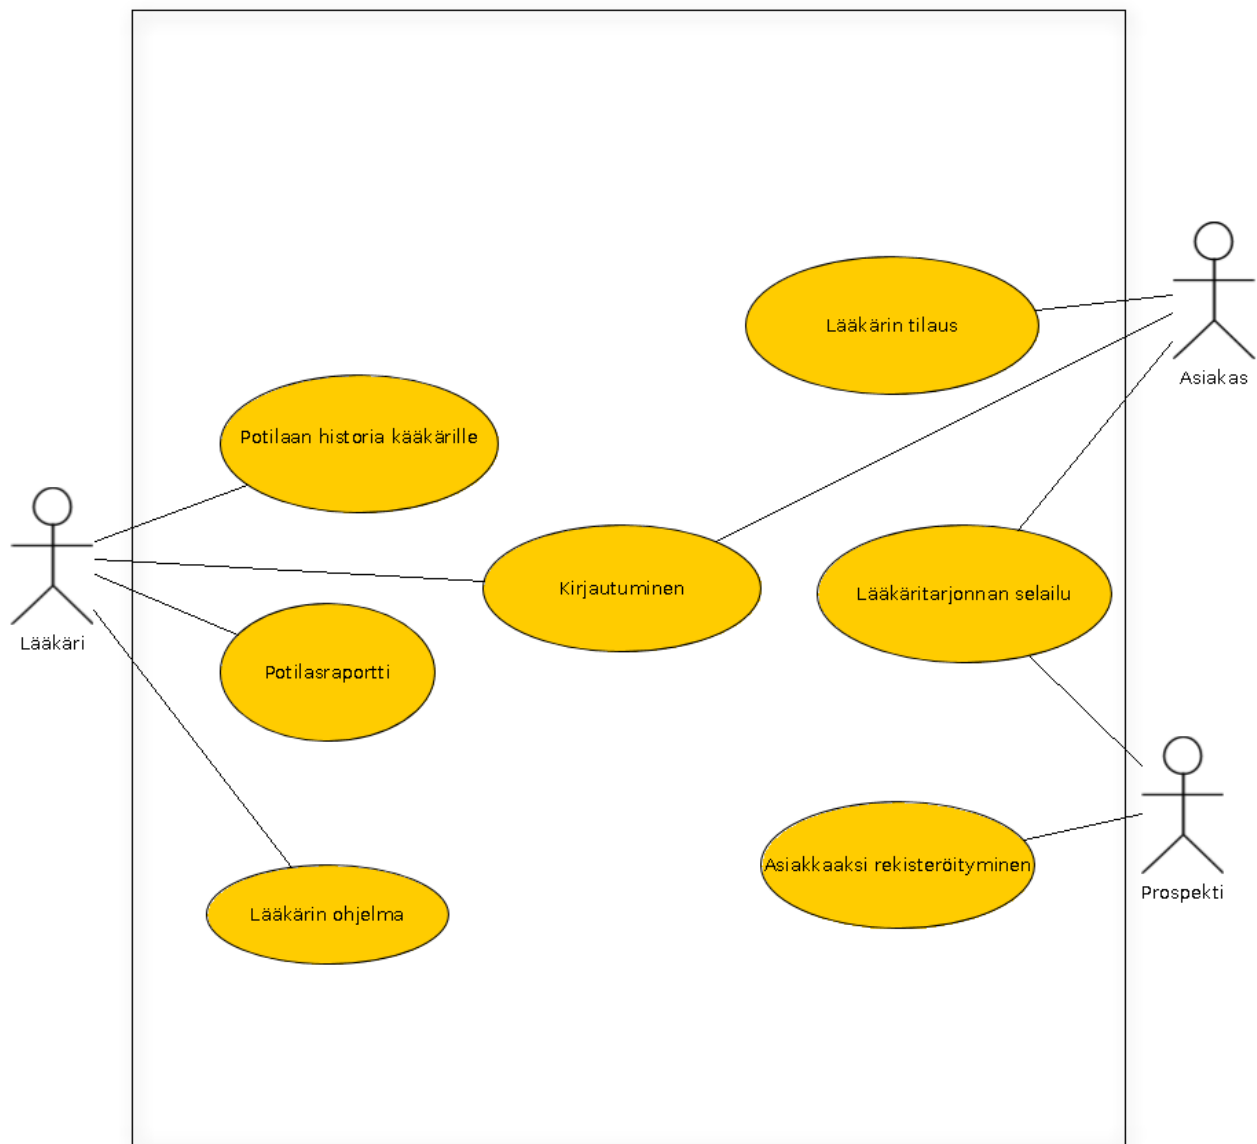 Lääkärin tilaus
Asiakas
Potilaan historia kääkärille
Kirjautuminen
Lääkäritarjonnan selailu
Lääkäri
Potilasraportti
Asiakkaaksi rekisteröityminen
Prospekti
Lääkärin ohjelma